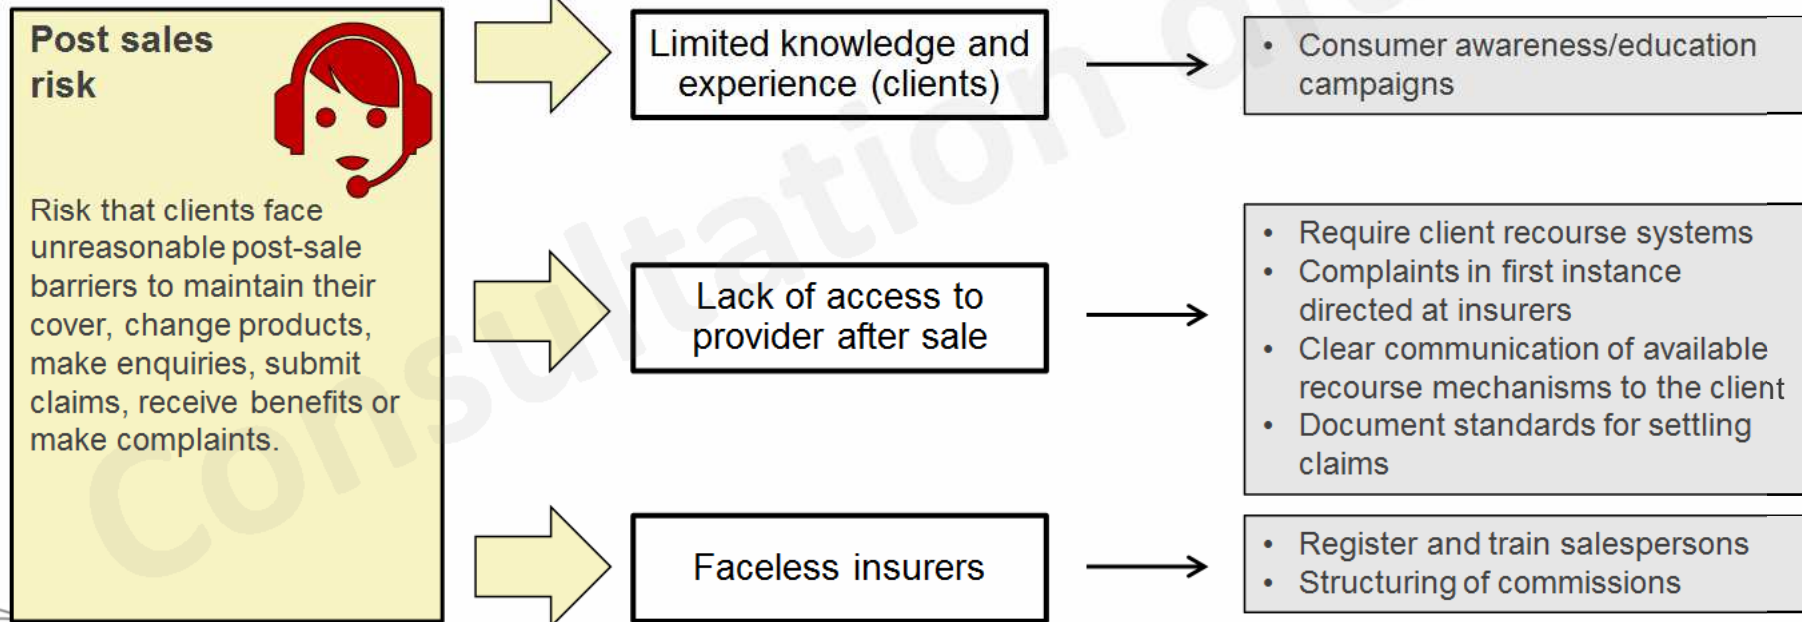 Post sales
risk
Risk that clients face
unreasonable post-sale
barriers to maintain their
cover, change products,
make enquiries, submit
claims, receive benefits or
make complaints.
Limited knowledge and
experience (clients)
• Consumer awareness/education
campaigns
Lack of access to
provider after sale
• Require client recourse systems
• Complaints in first instance
directed at insurers
• Clear communication of available
recourse mechanisms to the client
• Document standards for settling
claims
Faceless insurers
• Register and train salespersons
• Structuring of commissions
Consultation